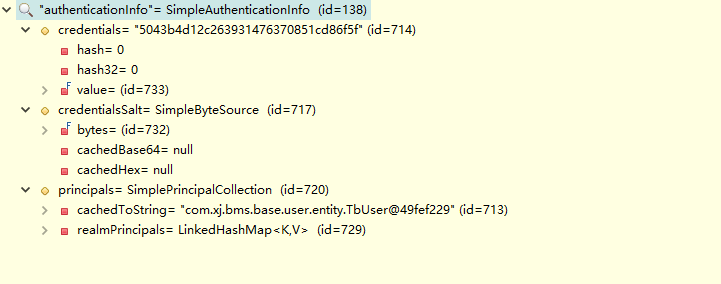 "authenticationInfo"= SimpleAuthenticationInfo (id=138)
credentials= "5043b4d12c263931476370851cd86f5f" (id=714)
hash= 0
hash32= 0
F value= (id=733)
credentialsSalt= SimpleByteSource (id=717)
F bytes= (id=732)
cachedBase64= null
cachedHex= null
principals= SimplePrincipalCollection (id=720)
cachedToString= "com.xj.bms.base.user.entity.TbUser@49fef229" (id=713)
realmPrincipals= LinkedHashMap<K,V> (id=729)